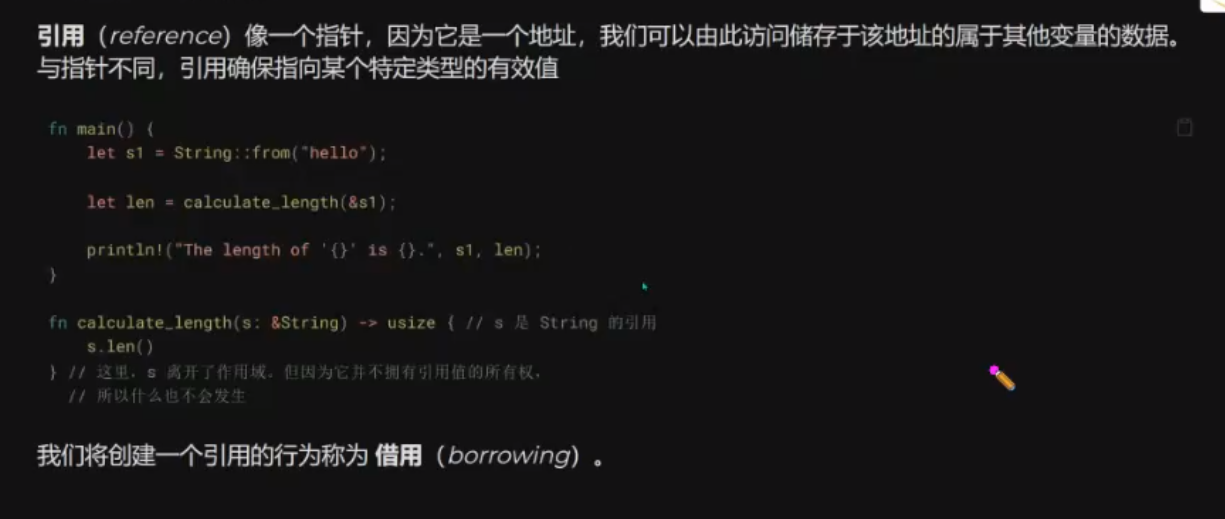 引用（reference）像一个指针，因为它是一个地址，我们可以由此访问储存于该地址的属于其他变量的数据。
与指针不同，引用确保指向某个特定类型的有效值
fn main() {
    let s1 = String::from("hello");
    let len = calculate_length(&s1);
    println!("The length of '{}' is {}.", s1, len);
}
fn calculate_length(s: &String) -> usize { // s 是 String 的引用
    s.len()
} // 这里，s 离开了作用域。但因为它并不拥有引用值的所有权，
  // 所以什么也不会发生
我们将创建一个引用的行为称为 借用（borrowing）。